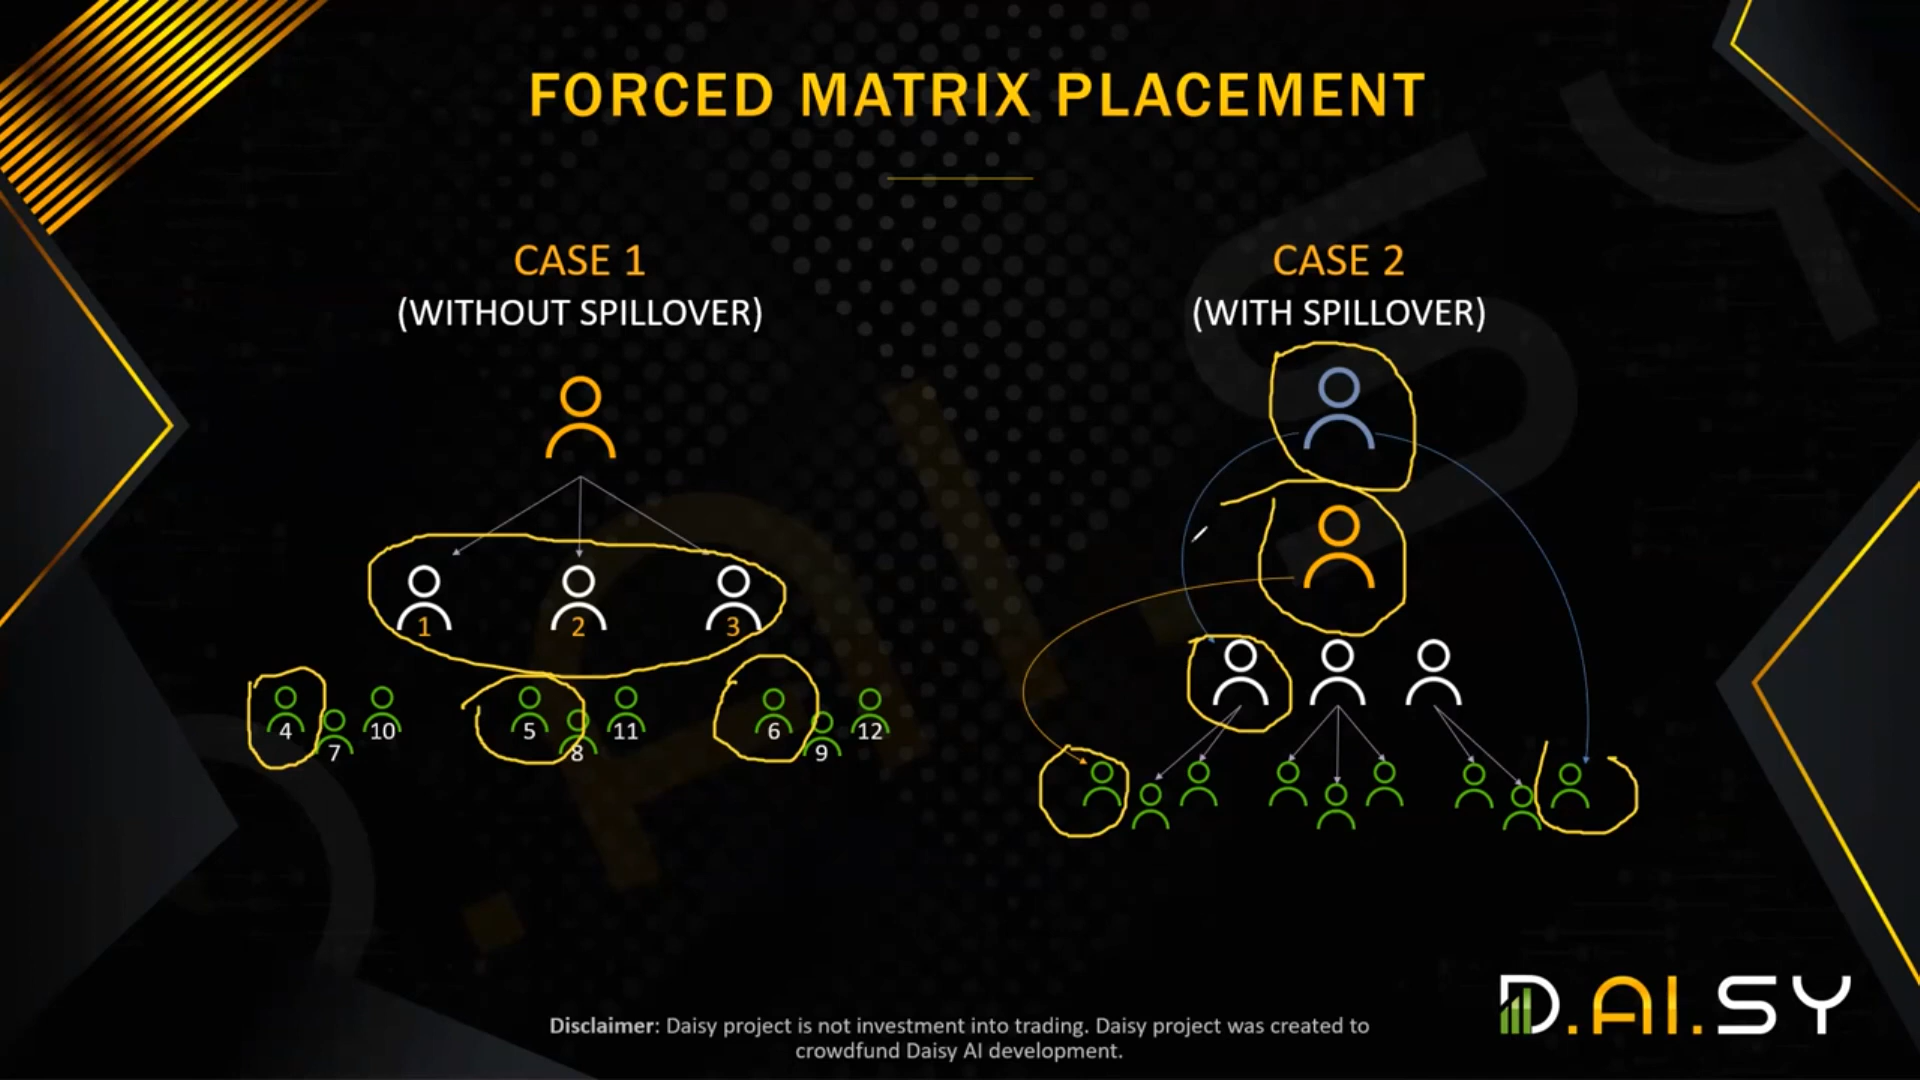 FORCED MATRIX PLACEMENT
CASE 1
(WITHOUT SPILLOVER)
1
2
3
4
7
10
5
8
11
6
9
12
CASE 2
(WITH SPILLOVER)
Disclaimer: Daisy project is not investment into trading. Daisy project was created to
crowdfund Daisy AI development.
D.AI.SY